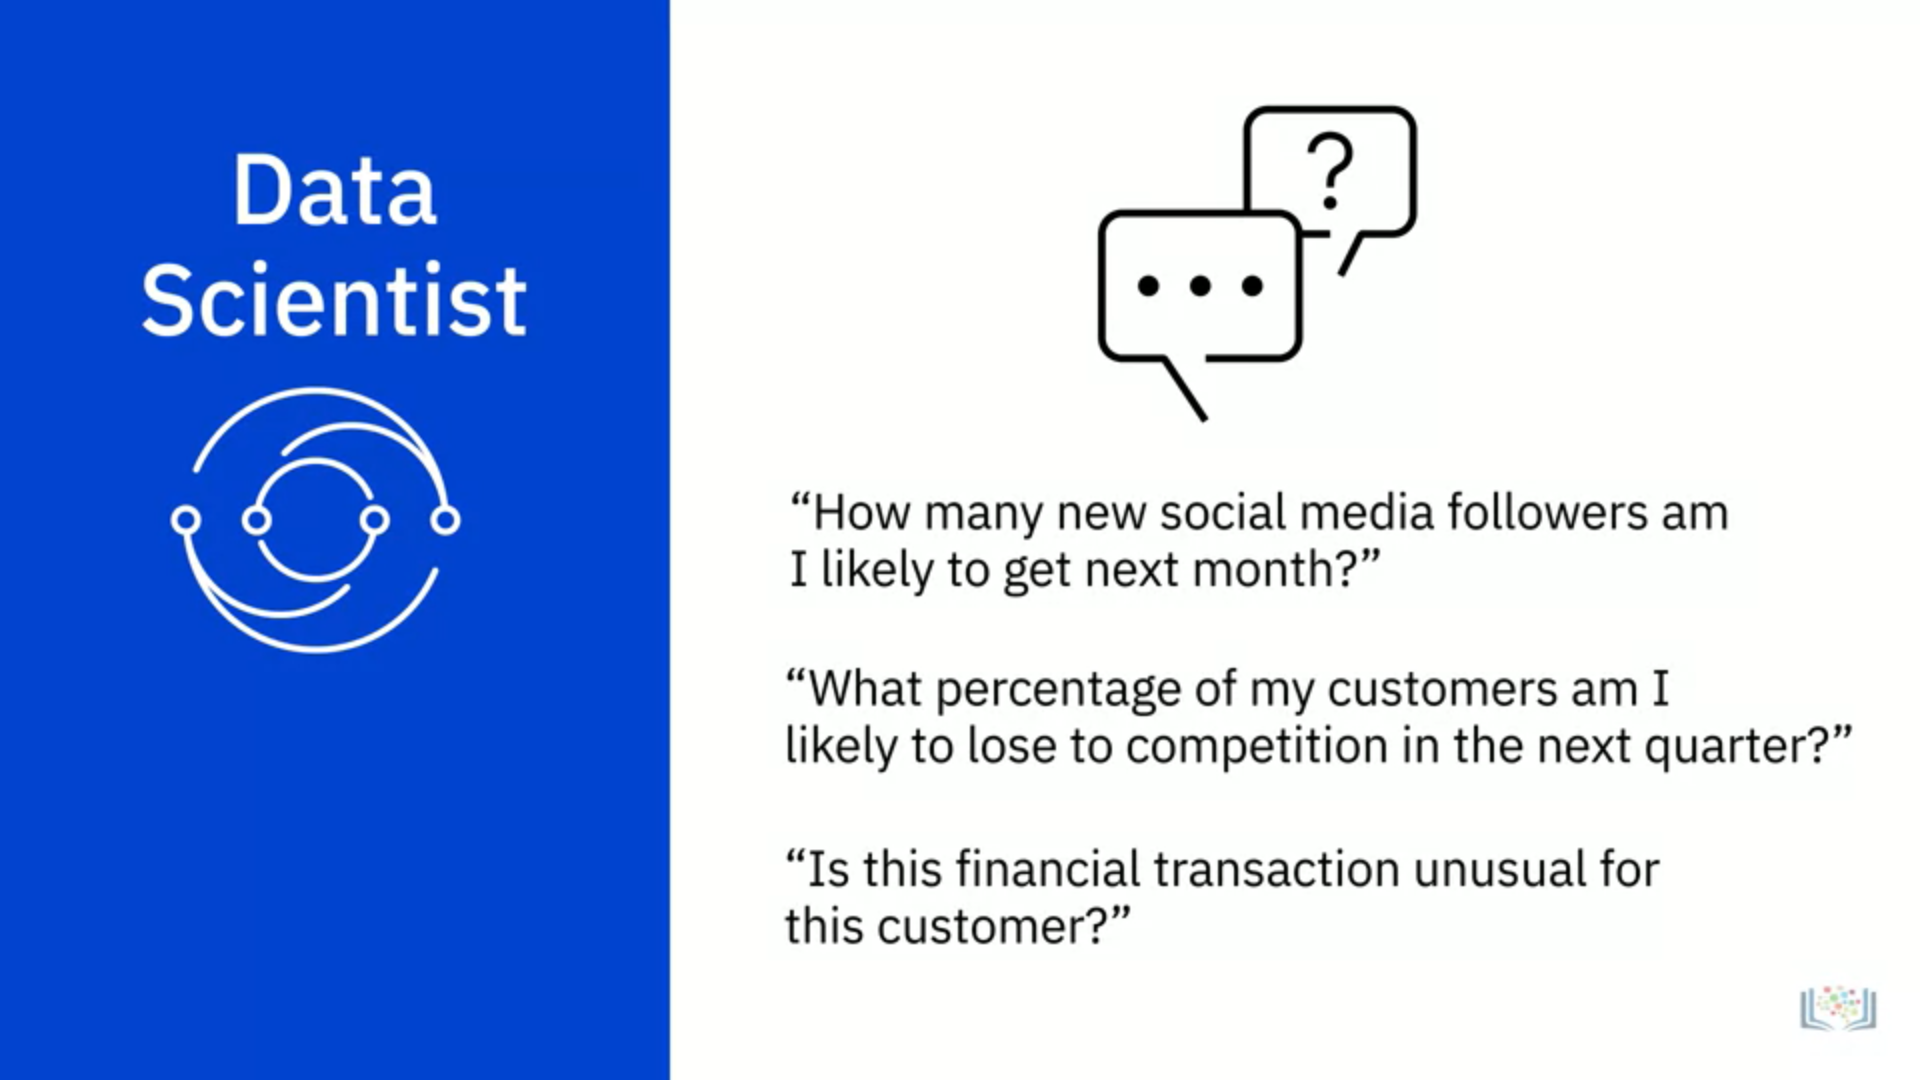 Data
Scientist
?
“How many new social media followers am
I likely to get next month?”
“What percentage of my customers am I
likely to lose to competition in the next quarter?”
“Is this financial transaction unusual for
this customer?”